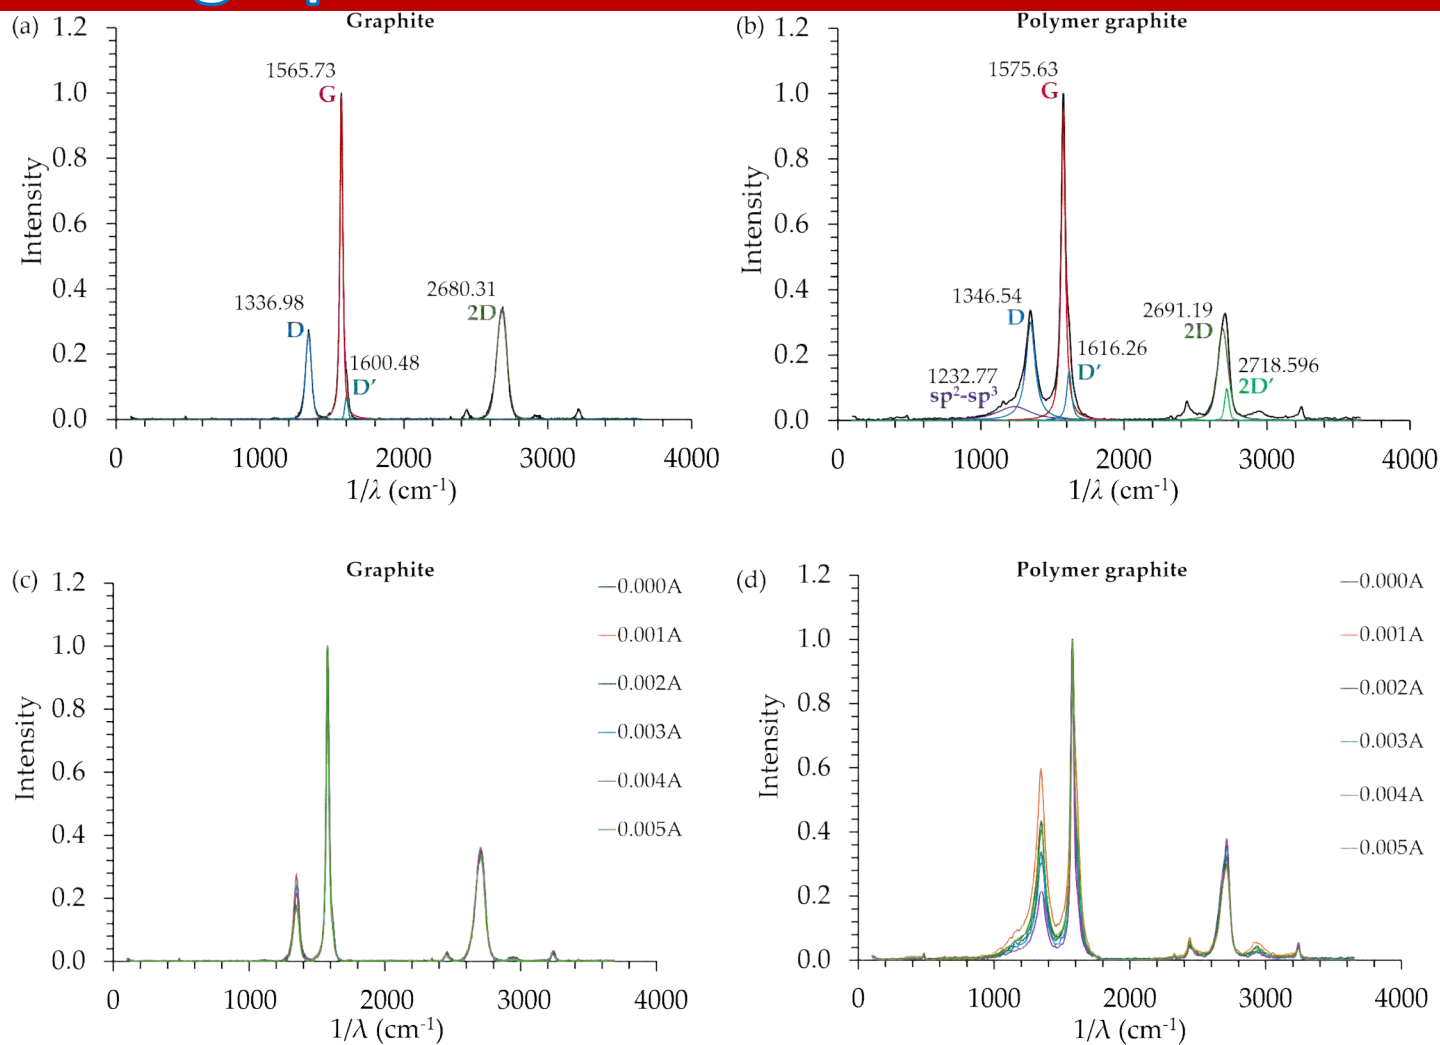 (a)
Graphite
1.2
1.0
0.8
0.6
0.4
0.2
0.0
Intensity
1565.73
G
1336.98
D
1600.48
D′
2680.31
2D
0
1000
2000
3000
4000
1/λ (cm-1)
(b)
Polymer graphite
1.2
1.0
0.8
0.6
0.4
0.2
0.0
Intensity
1575.63
G
1346.54
D
1616.26
D′
1232.77
sp2-sp3
2691.19
2D
2718.596
2D′
0
1000
2000
3000
4000
1/λ (cm-1)
(c)
Graphite
1.2
1.0
0.8
0.6
0.4
0.2
0.0
Intensity
0.000A
0.001A
0.002A
0.003A
0.004A
0.005A
0
1000
2000
3000
4000
1/λ (cm-1)
(d)
Polymer graphite
1.2
1.0
0.8
0.6
0.4
0.2
0.0
Intensity
0.000A
0.001A
0.002A
0.003A
0.004A
0.005A
0
1000
2000
3000
4000
1/λ (cm-1)